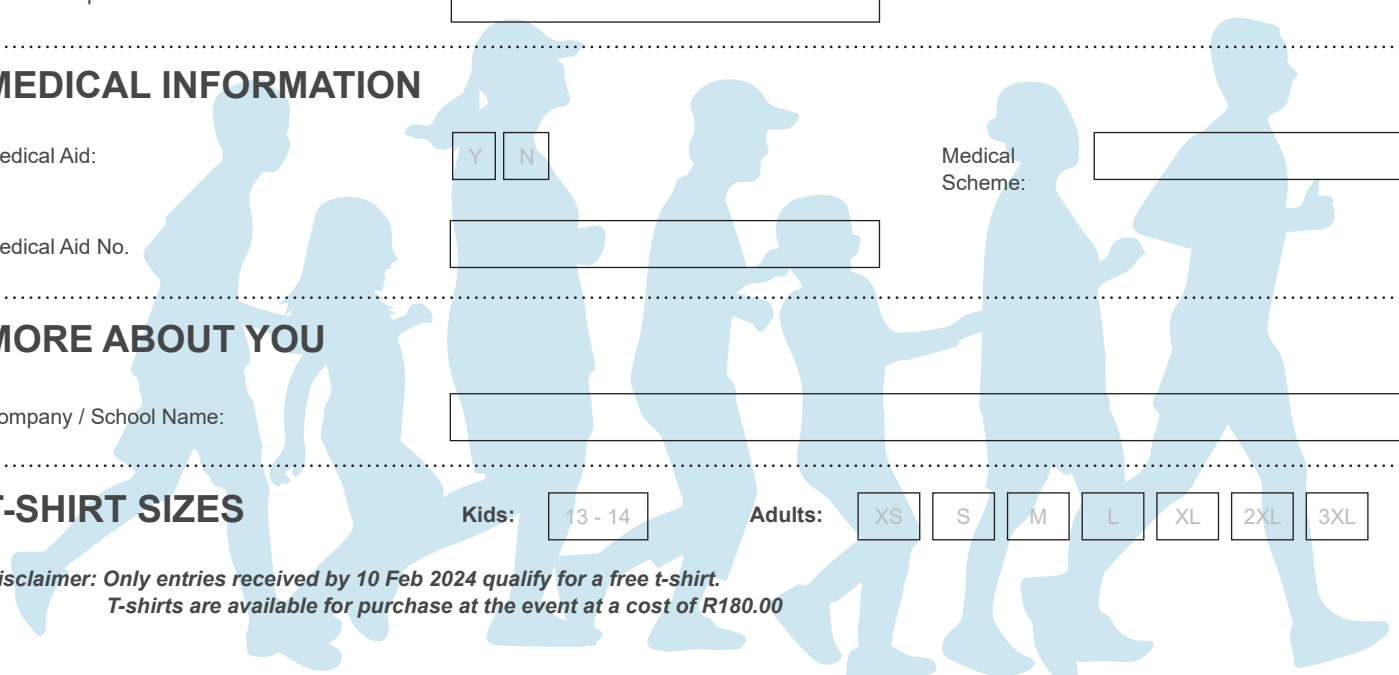 MEDICAL INFORMATION
edical Aid: Y N Medical
Scheme:
edical Aid No.
MORE ABOUT YOU
ompany / School Name:
-SHIRT SIZES Kids: 13 - 14 Adults: XS S M L XL 2XL 3XL
isclaimer: Only entries received by 10 Feb 2024 qualify for a free t-shirt.
T-shirts are available for purchase at the event at a cost of R180.00